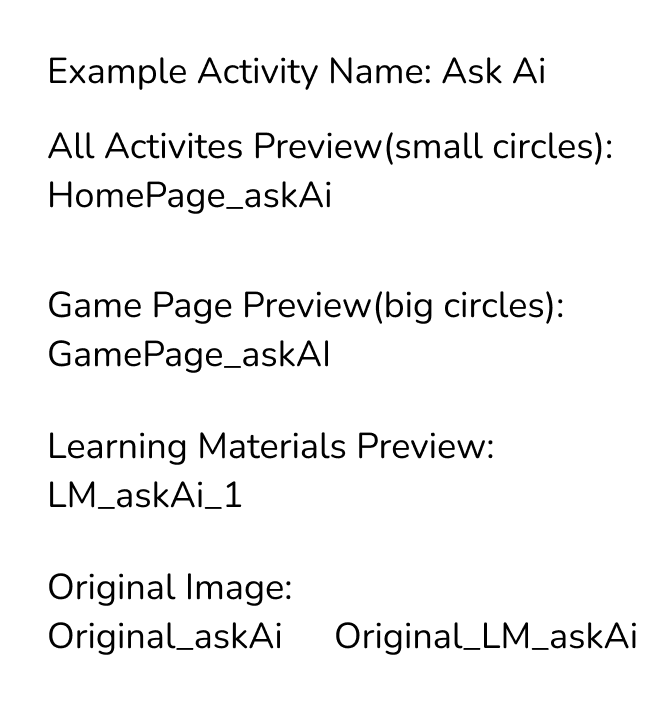 Example Activity Name: Ask Ai
All Activites Preview(small circles):
HomePage_askAi
Game Page Preview(big circles):
GamePage_askAI
Learning Materials Preview:
LM_askAi_1
Original Image:
Original_askAi Original_LM_askAi